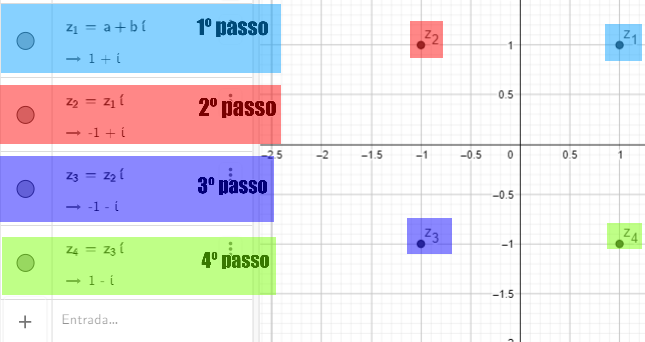 z₁ = a + b í
1º passo
→ 1 + í
z₂ = z₁ í
2º passo
→ -1 + í
z₃ = z₂ í
3º passo
→ -1 - í
z₄ = z₃ í
4º passo
→ 1 - í
+ Entrada...
z₂
z₁
1
0.5
-2.5 -2 -1.5 -1 -0.5 0 0.5 1
-0.5
z₃
z₄
-1
-1.5
-2